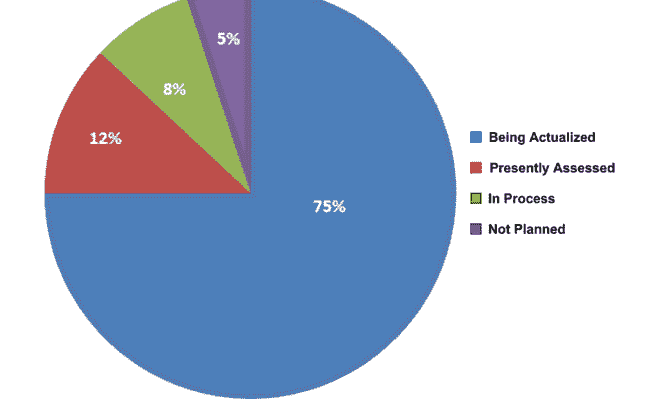 5%
8%
12%
75%
Being Actualized
Presently Assessed
In Process
Not Planned